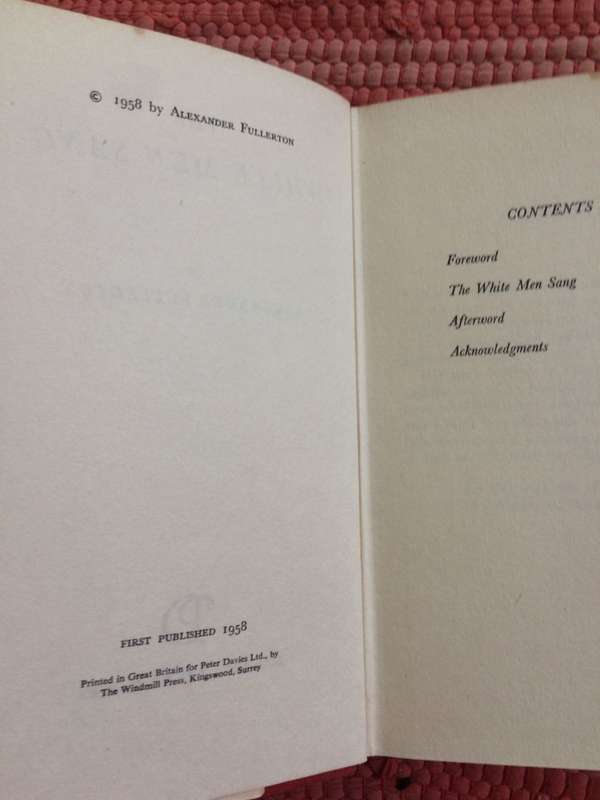 © 1958 by ALEXANDER FULLERTON
FIRST PUBLISHED 1958
Printed in Great Britain for Peter Davies Ltd., by
The Windmill Press, Kingswood, Surrey
CONTENTS
Foreword
The White Men Sang
Afterword
Acknowledgments